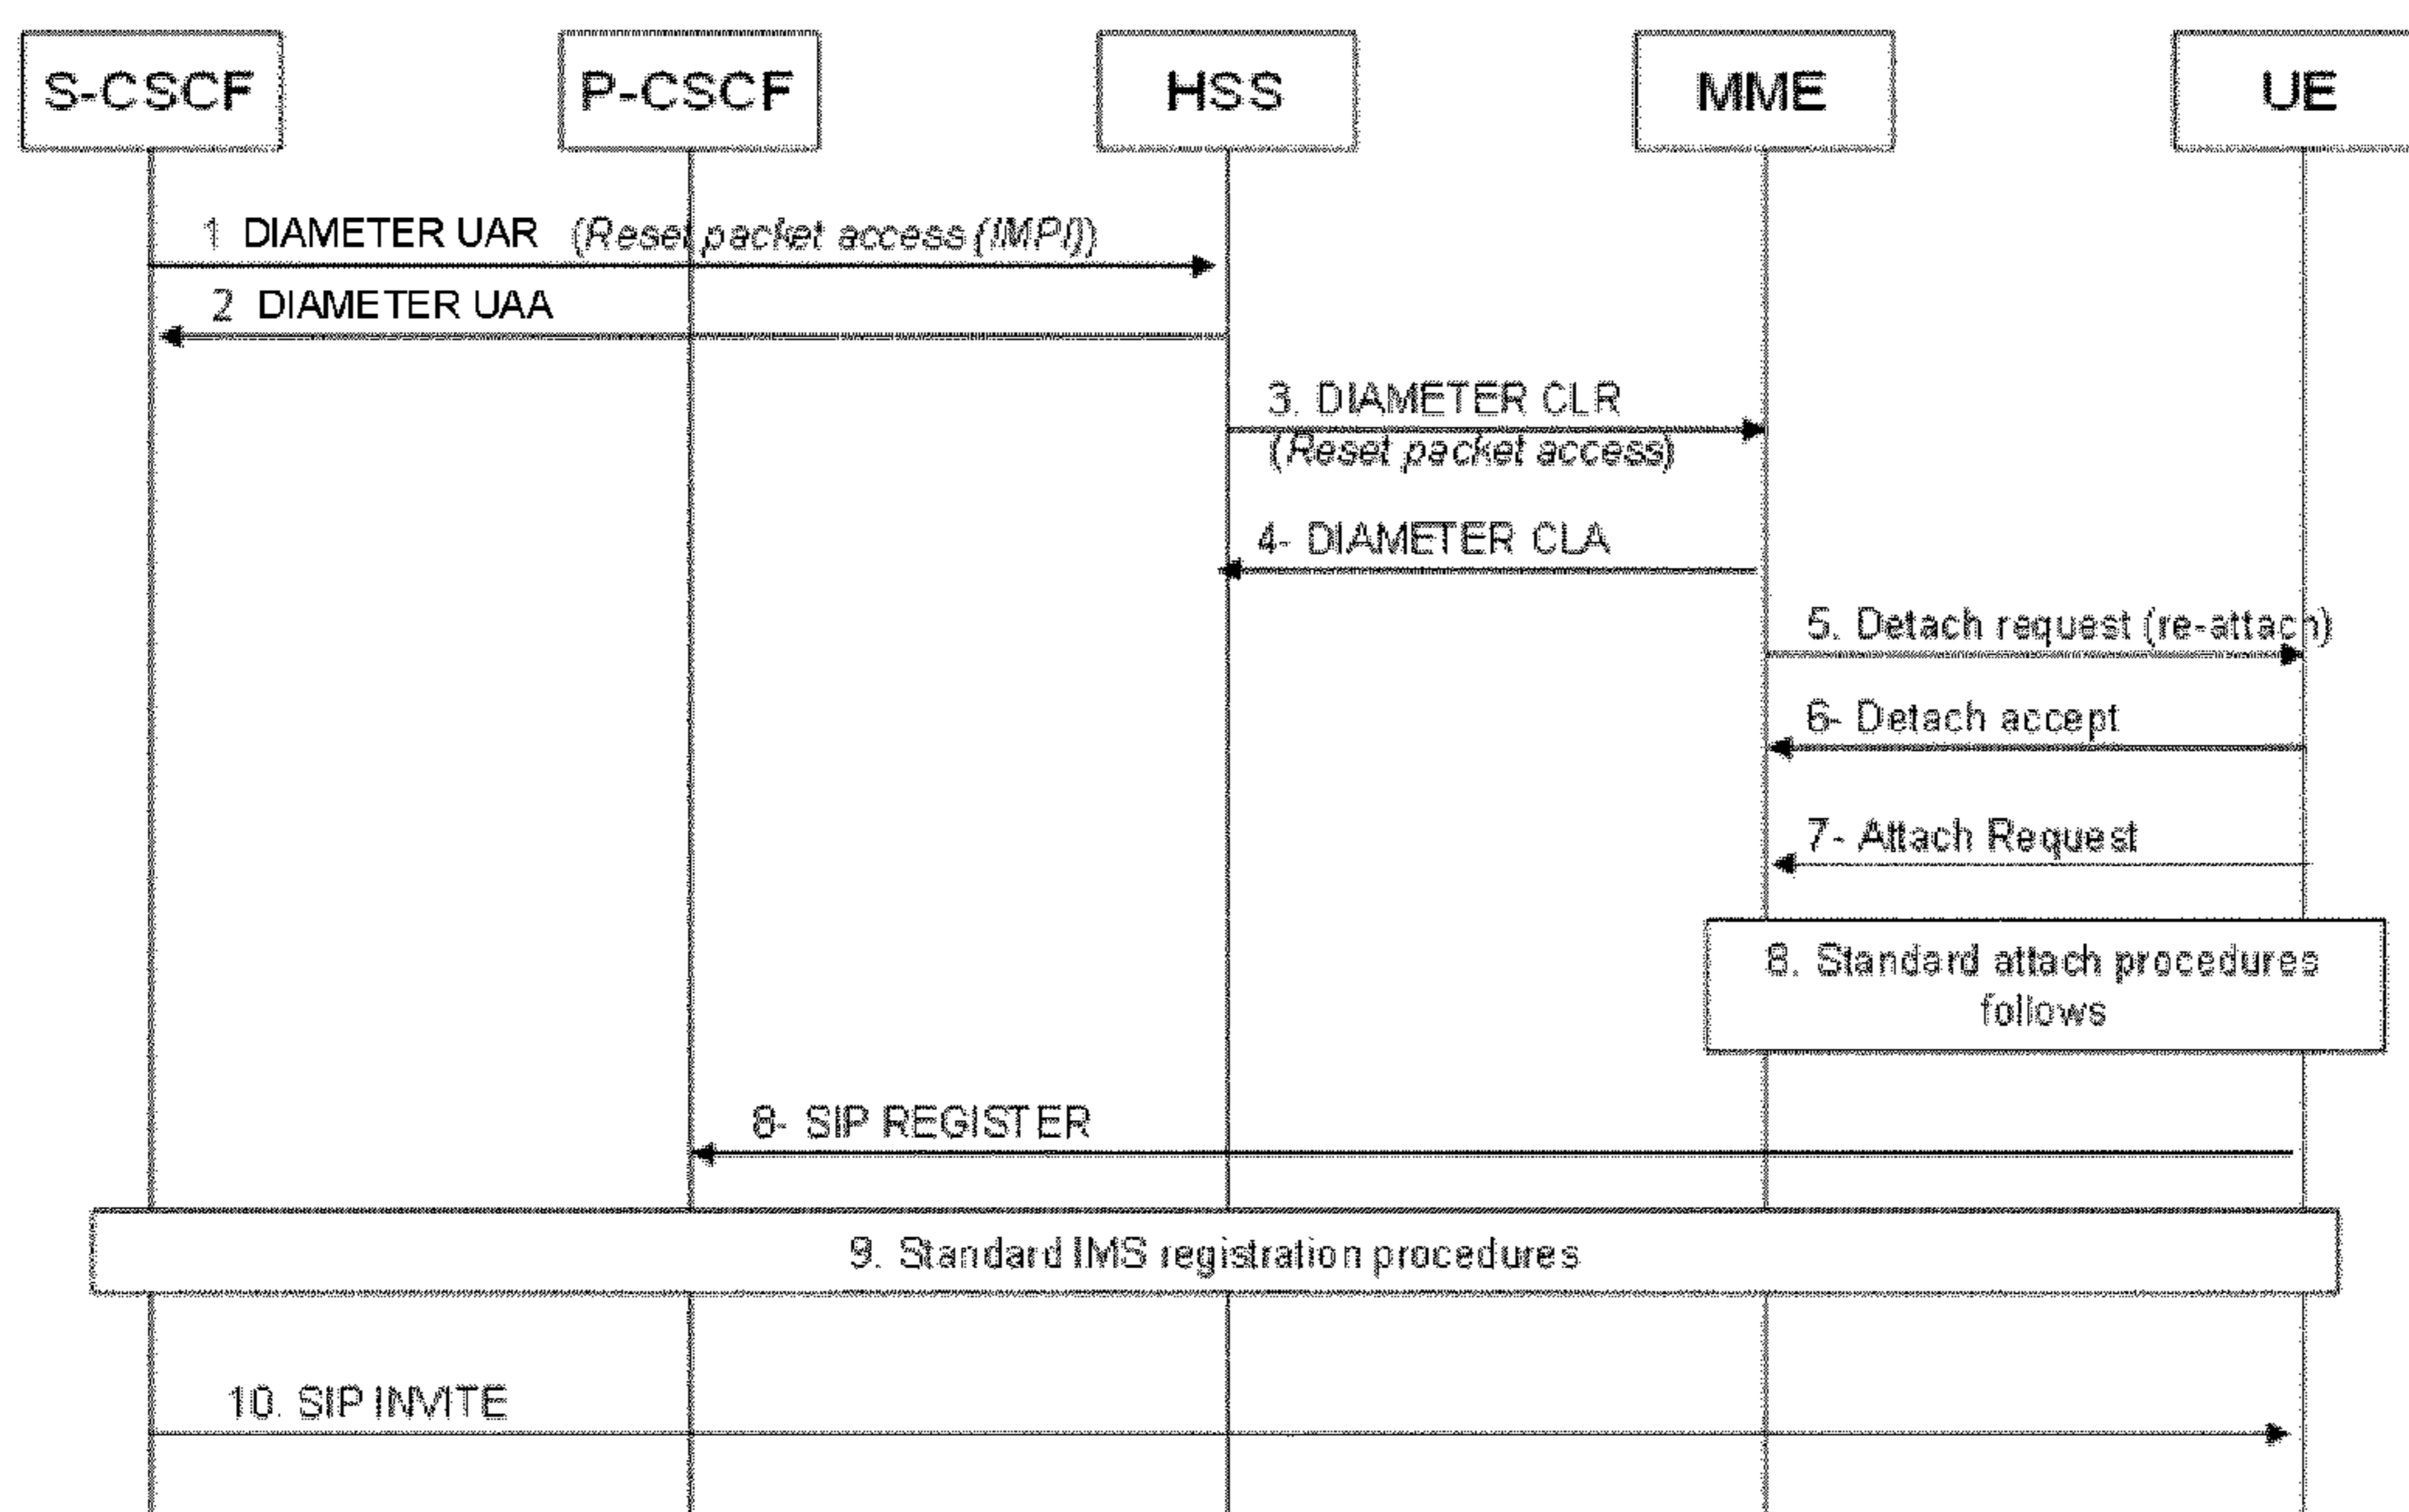 S-CSCF P-CSCF HSS MME UE
1 DIAMETER UAR (Reset packet access (IMPI))
2 DIAMETER UAA
3. DIAMETER CLR
(Reset packet access)
4- DIAMETER CLA
5. Detach request (re-attach)
6- Detach accept
7- Attach Request
8. Standard attach procedures
follows
8- SIP REGISTER
9. Standard IMS registration procedures
10. SIP INVITE